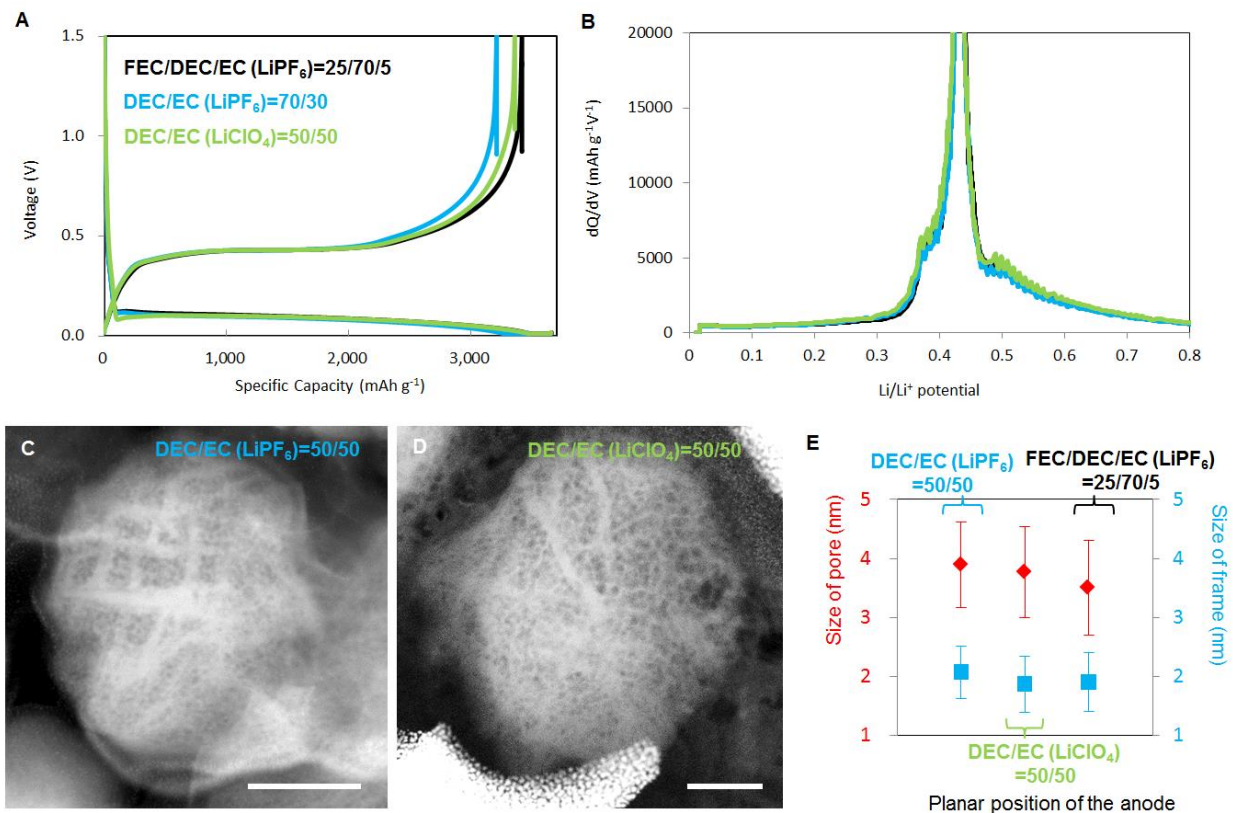 A
1.5
1.0
0.5
0.0
Voltage (V)
FEC/DEC/EC (LiPF₆)=25/70/5
DEC/EC (LiPF₆)=70/30
DEC/EC (LiClO₄)=50/50
0
1,000
2,000
3,000
Specific Capacity (mAh g⁻¹)
B
20000
15000
10000
5000
0
dQ/dV (mAh g⁻¹V⁻¹)
0
0.1
0.2
0.3
0.4
0.5
0.6
0.7
0.8
Li/Li⁺ potential
C
DEC/EC (LiPF₆)=50/50
D
DEC/EC (LiClO₄)=50/50
E
DEC/EC (LiPF₆)
=50/50
FEC/DEC/EC (LiPF₆)
=25/70/5
Size of pore (nm)
5
4
3
2
1
5
4
3
2
1
Size of frame (nm)
DEC/EC (LiClO₄)
=50/50
Planar position of the anode